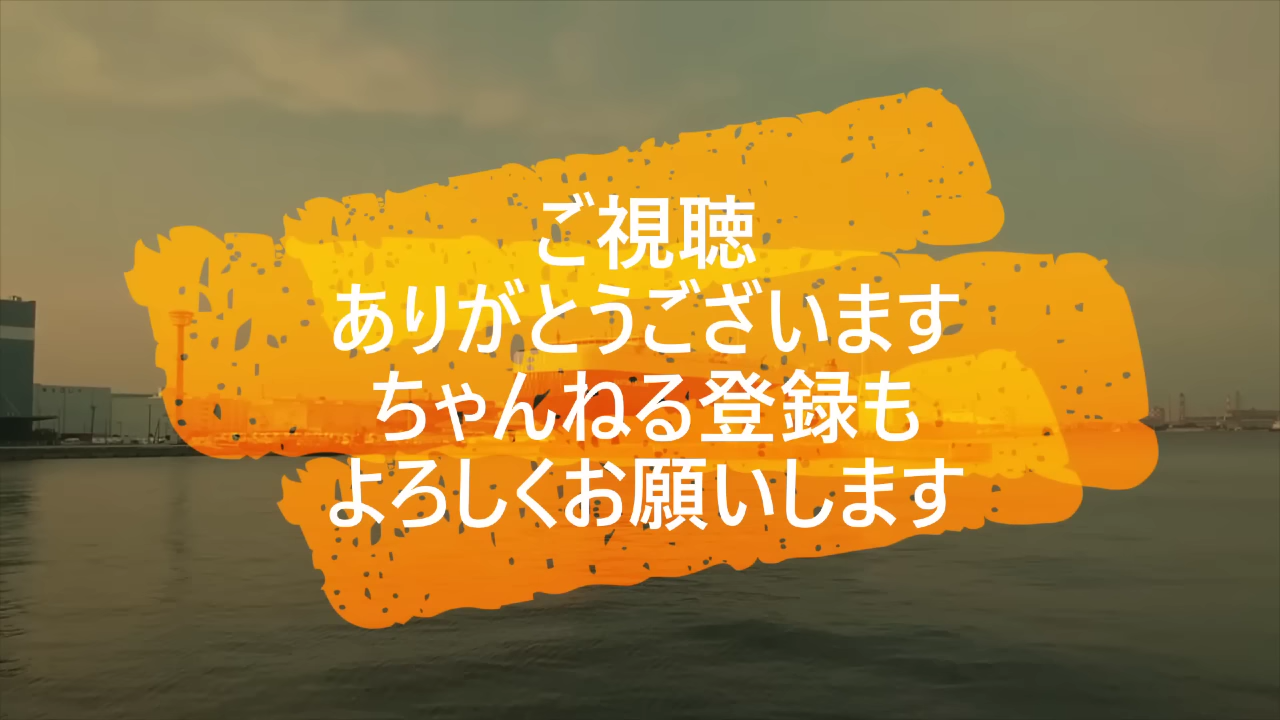 ご視聴
ありがとうございます
ちゃんねる登録も
よろしくお願いします